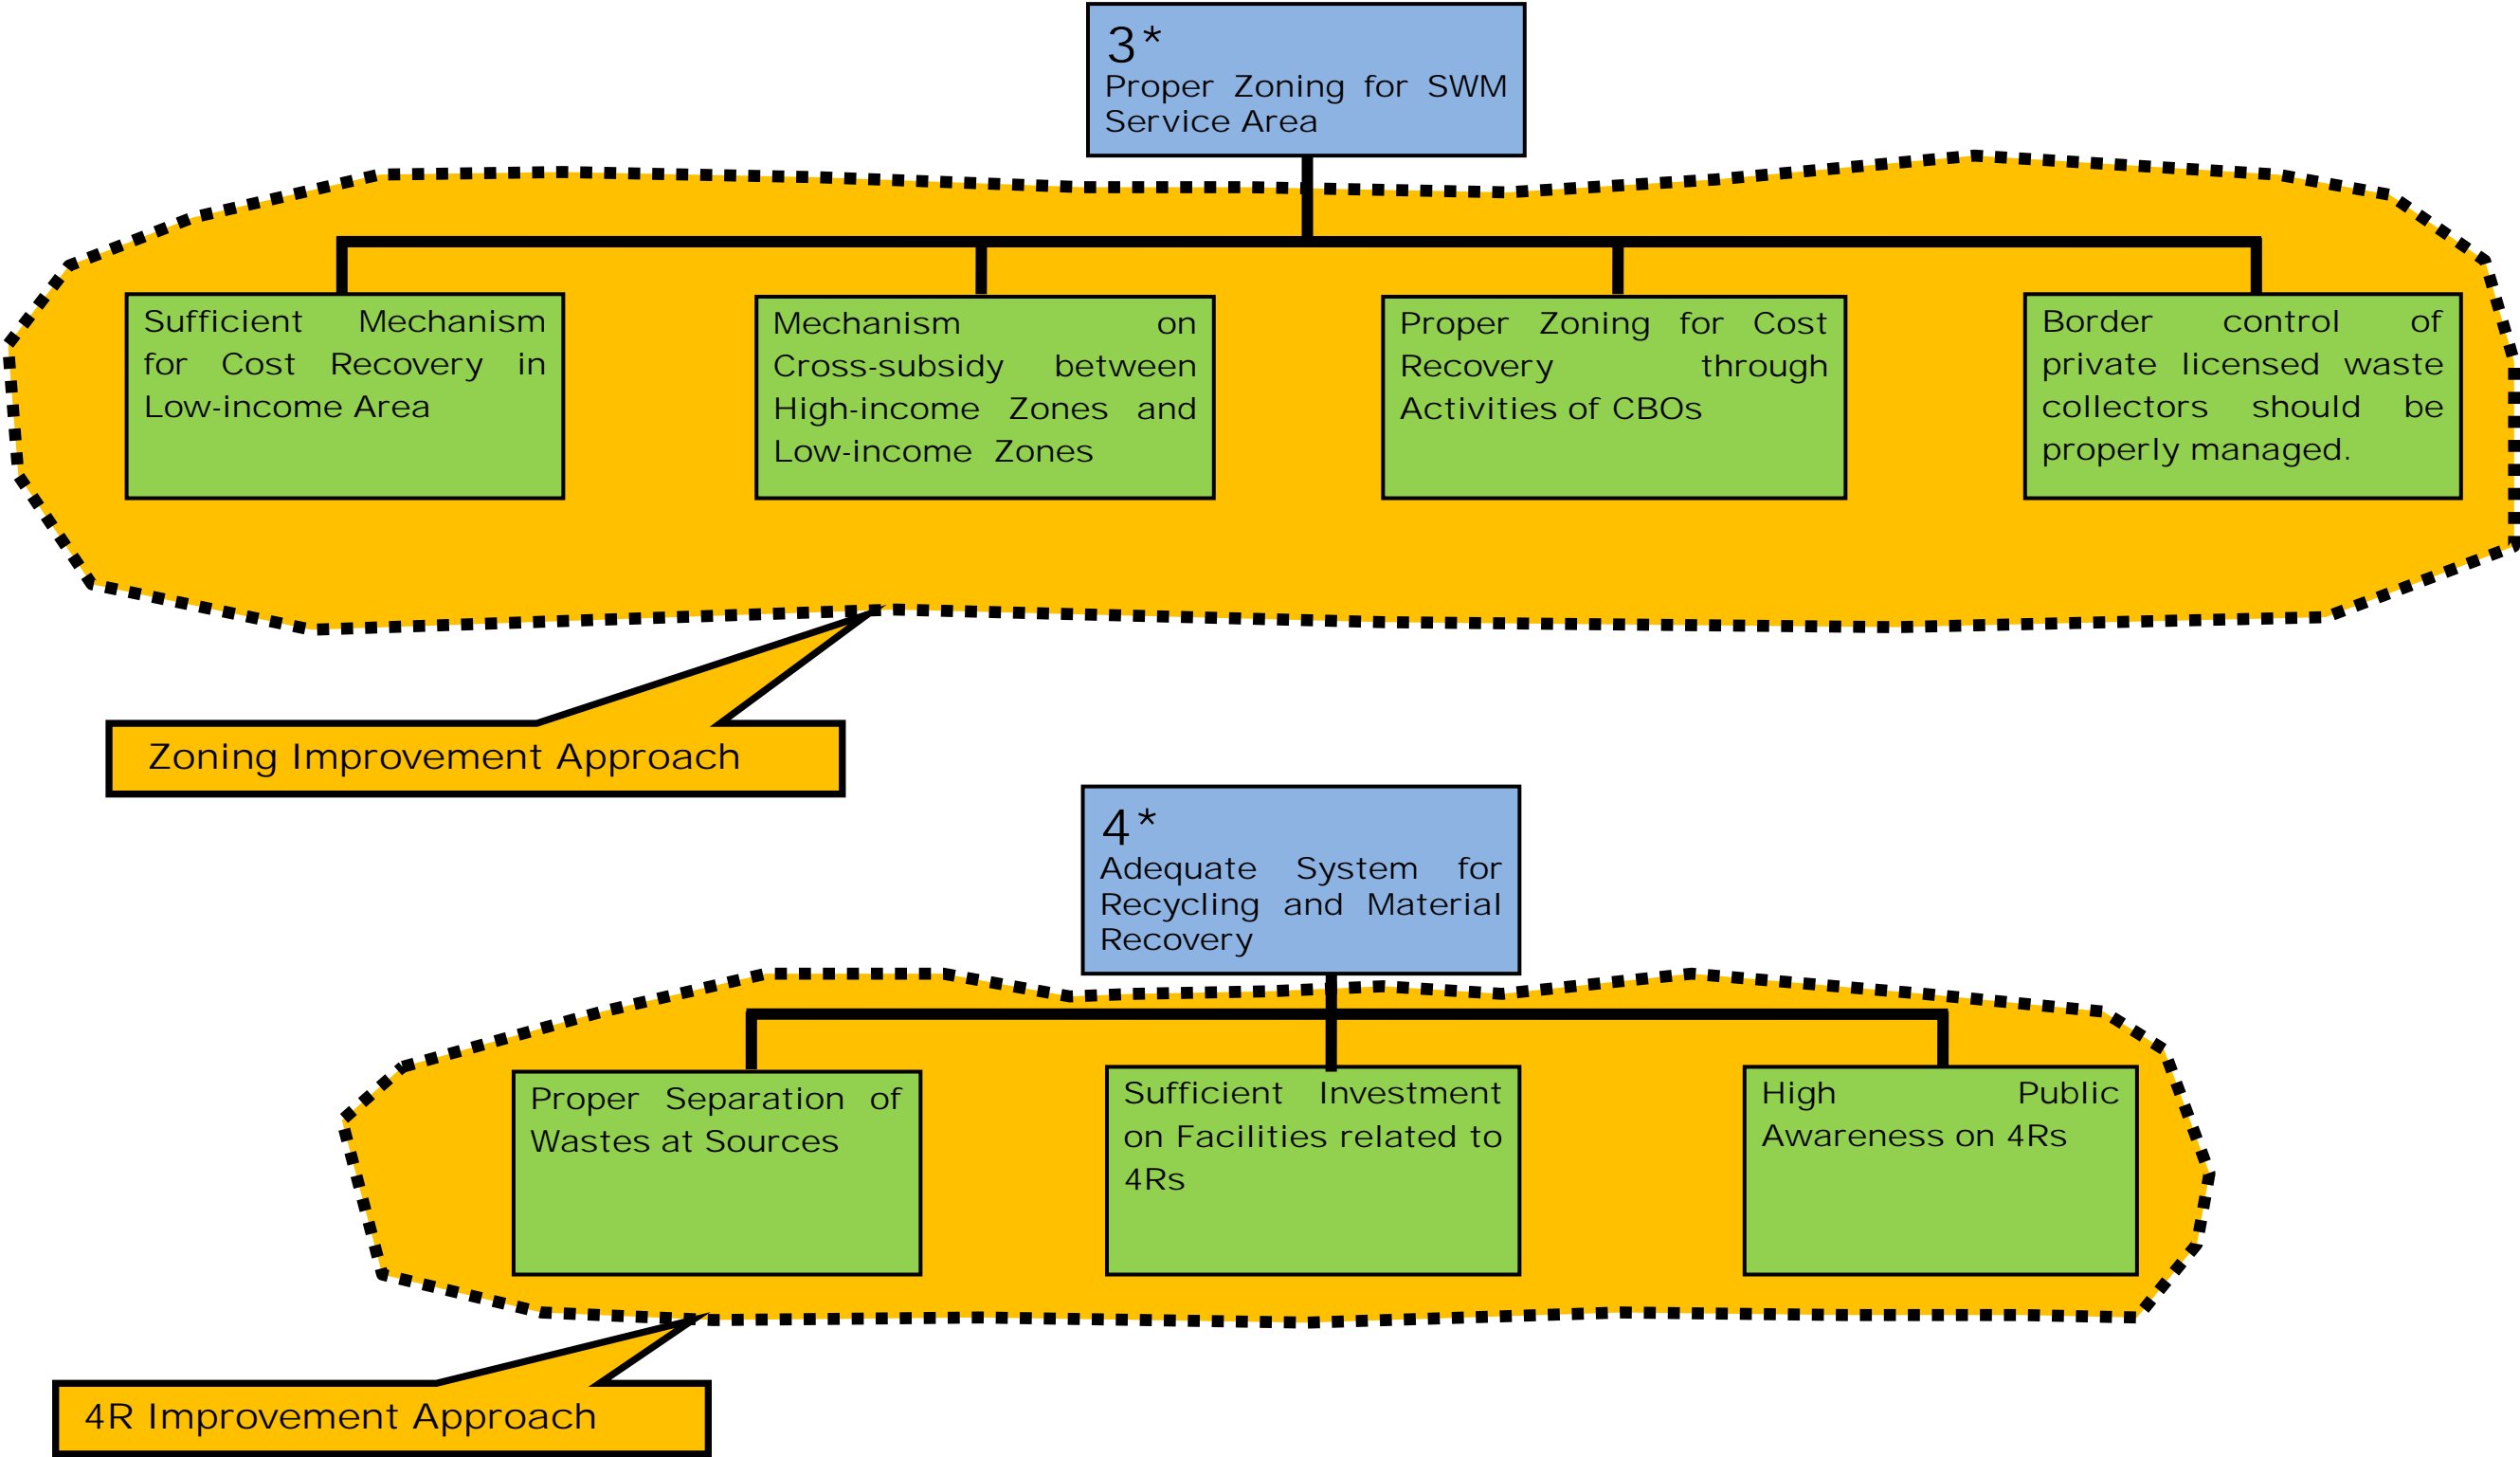 3*
Proper Zoning for SWM
Service Area
Sufficient Mechanism
for Cost Recovery in
Low-income Area
Mechanism on
Cross-subsidy between
High-income Zones and
Low-income Zones
Proper Zoning for Cost
Recovery through
Activities of CBOs
Border control of
private licensed waste
collectors should be
properly managed.
Zoning Improvement Approach
4*
Adequate System for
Recycling and Material
Recovery
Proper Separation of
Wastes at Sources
Sufficient Investment
on Facilities related to
4Rs
High Public
Awareness on 4Rs
4R Improvement Approach